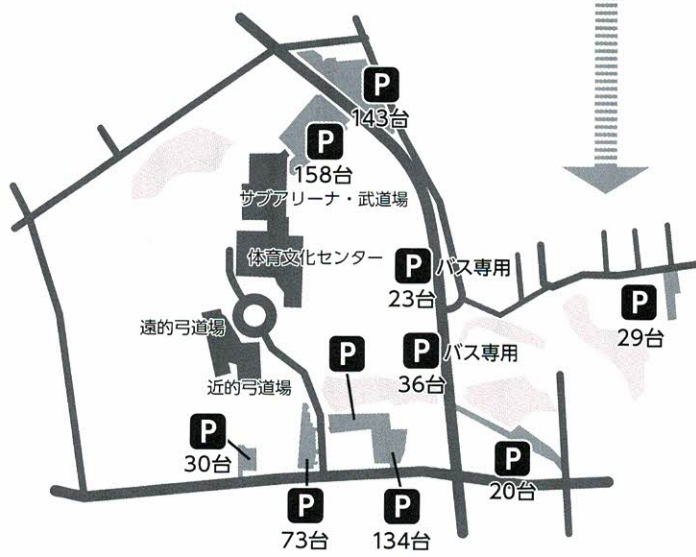 P
143台
P
158台
サブアリーナ・武道場
体育文化センター
P バス専用
23台
P
29台
遠的弓道場
P バス専用
36台
P
近的弓道場
P
30台
P
20台
P
73台
P
134台